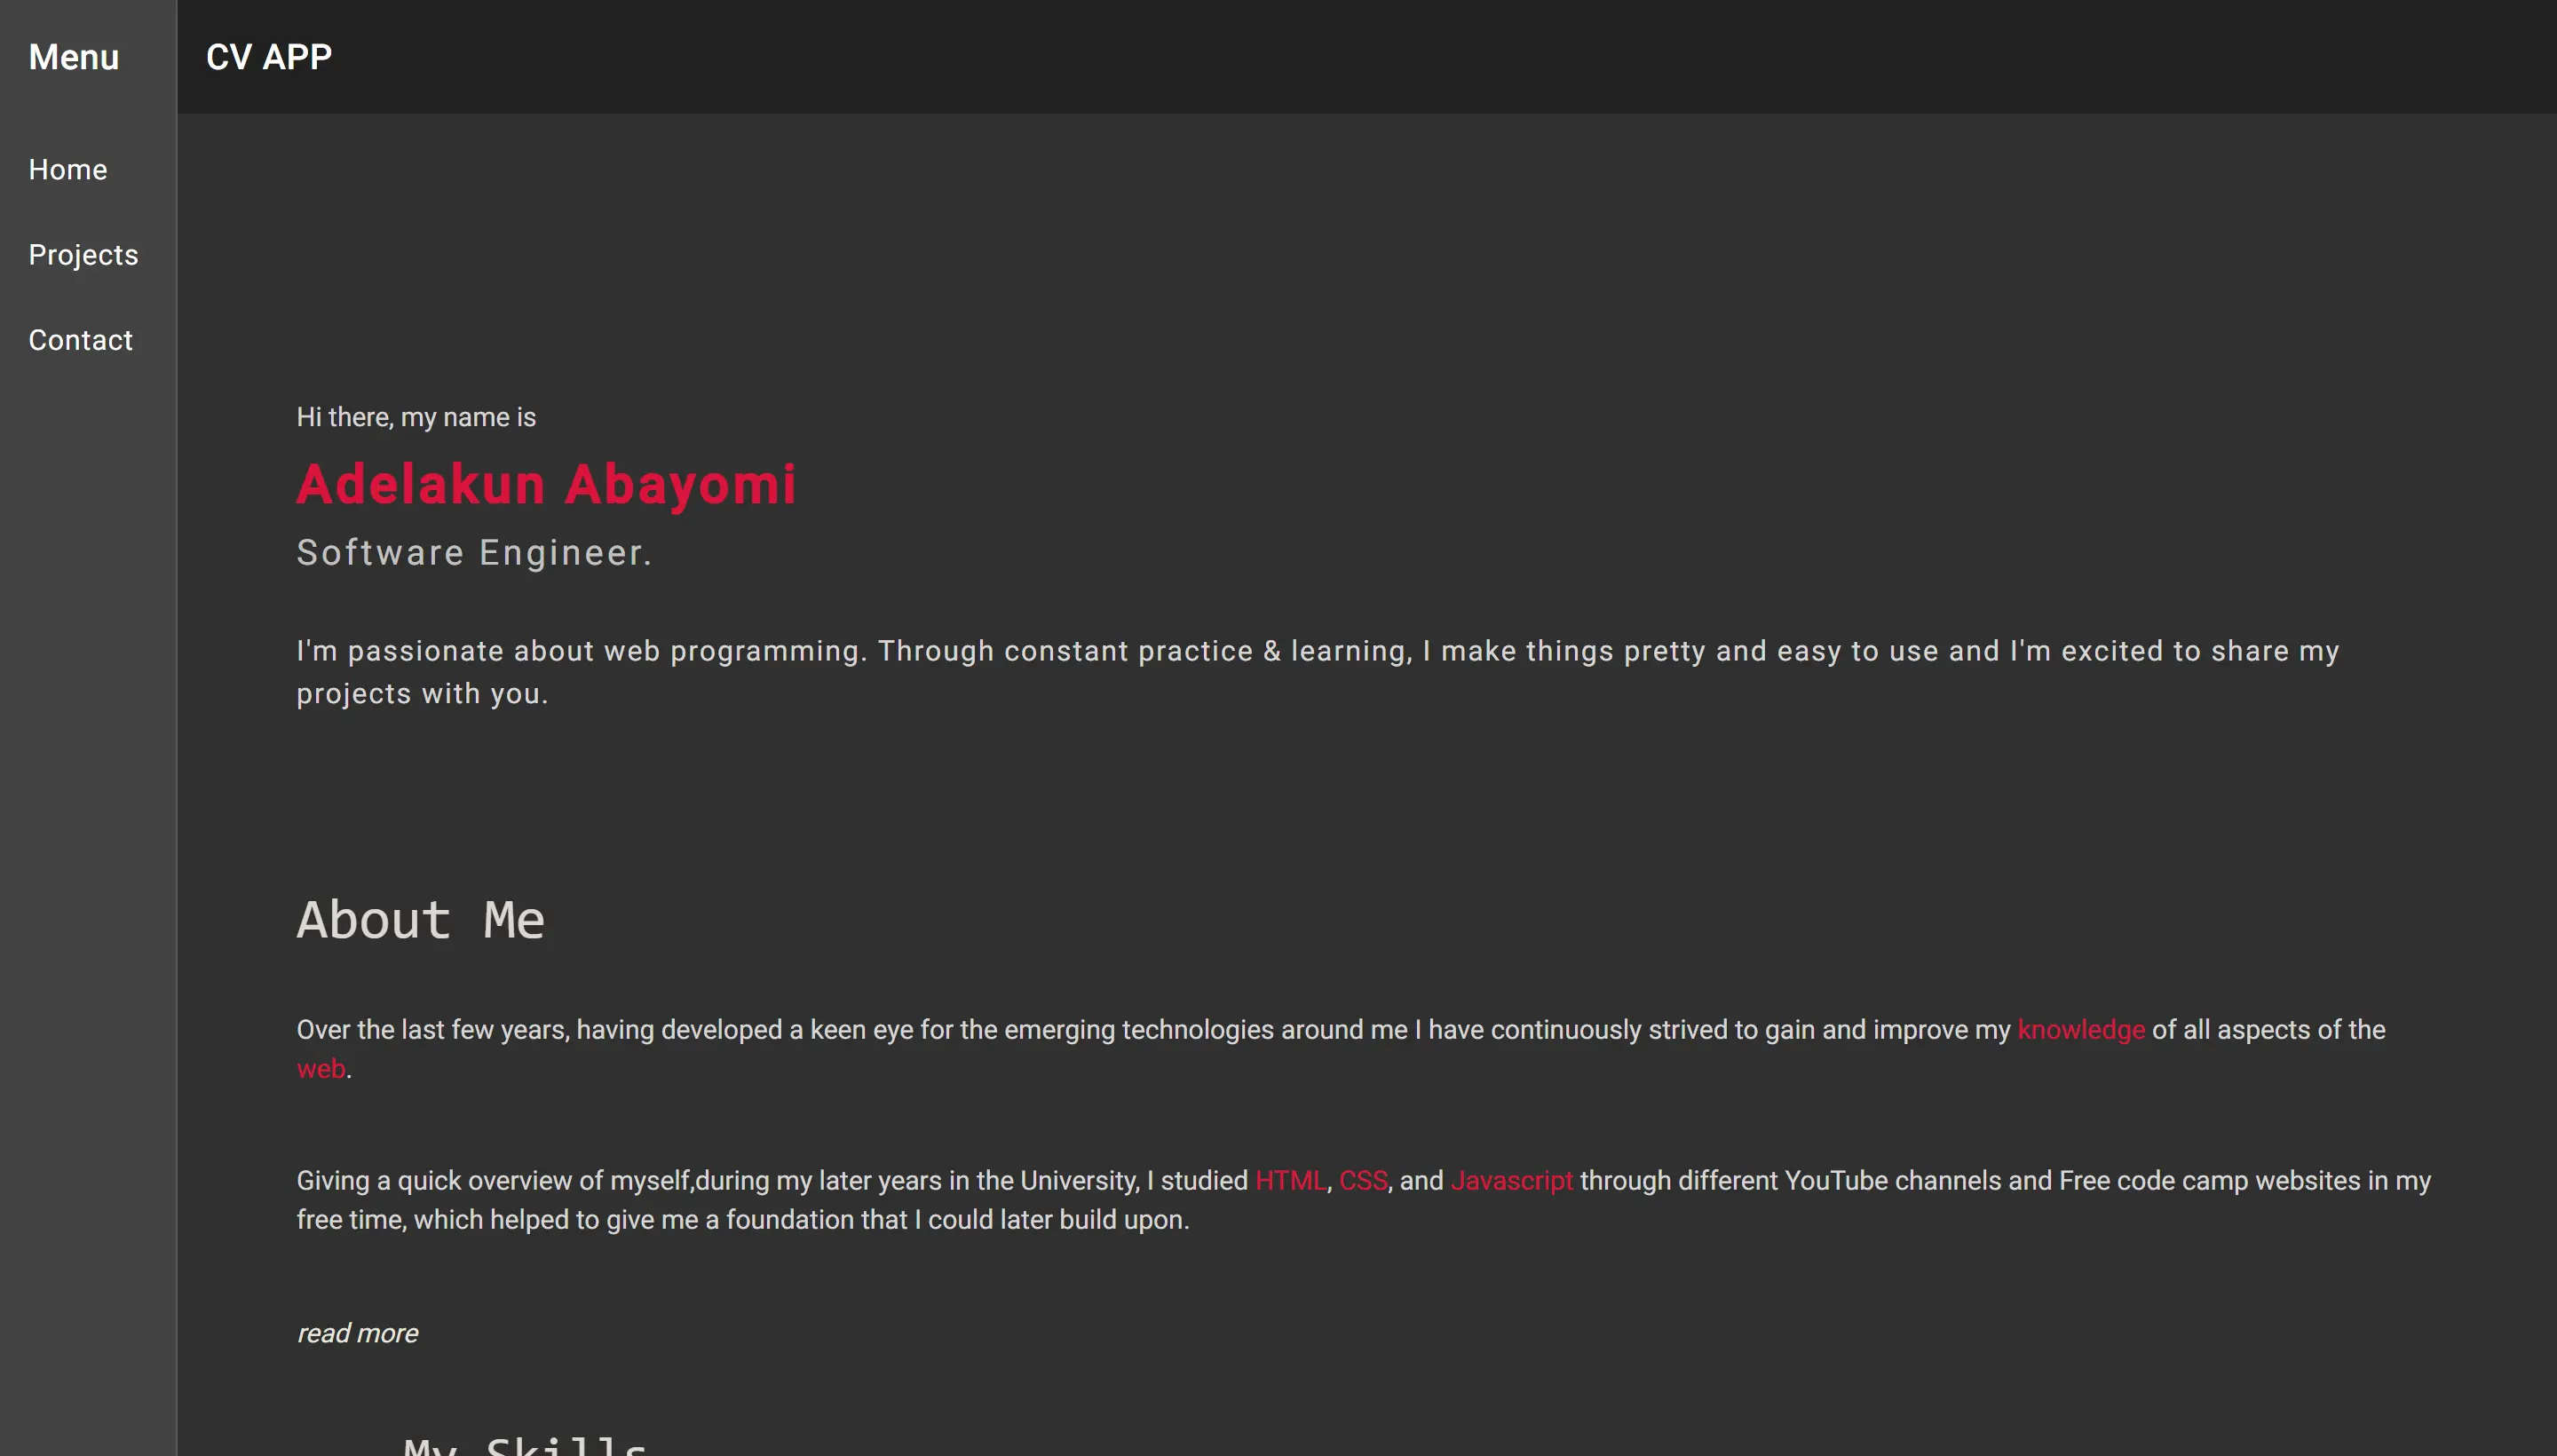 Menu
CV APP
Home
Projects
Contact
Hi there, my name is
Adelakun Abayomi
Software Engineer.
I'm passionate about web programming. Through constant practice & learning, I make things pretty and easy to use and I'm excited to share my
projects with you.
About Me
Over the last few years, having developed a keen eye for the emerging technologies around me I have continuously strived to gain and improve my knowledge of all aspects of the
web.
Giving a quick overview of myself,during my later years in the University, I studied HTML, CSS, and Javascript through different YouTube channels and Free code camp websites in my
free time, which helped to give me a foundation that I could later build upon.
read more
My Skills